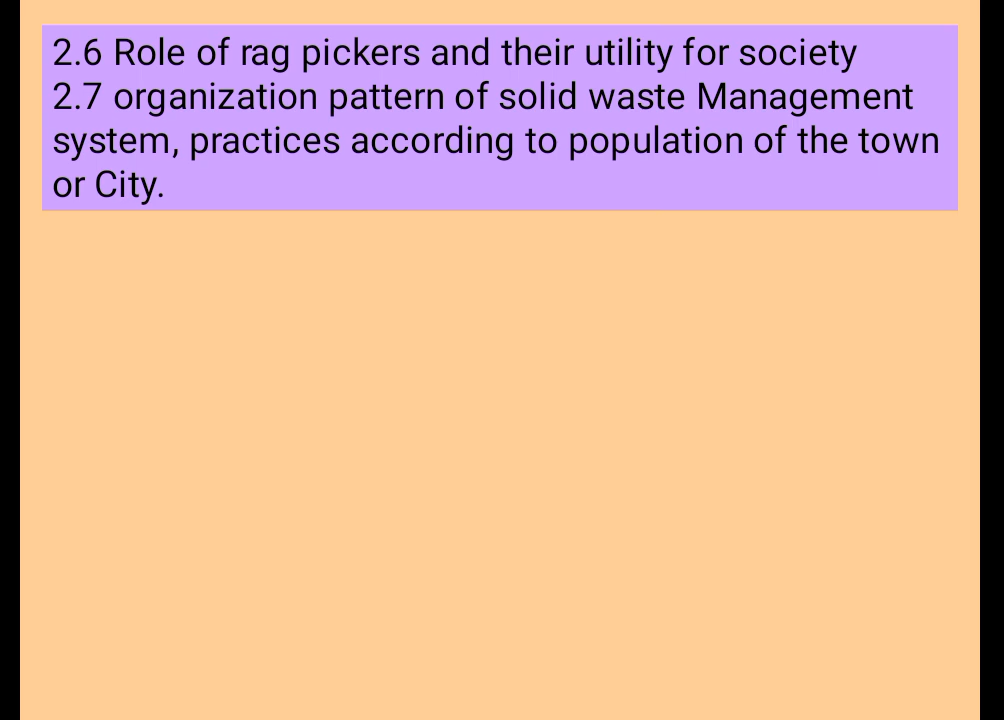 2.6 Role of rag pickers and their utility for society
2.7 organization pattern of solid waste Management
system, practices according to population of the town
or City.